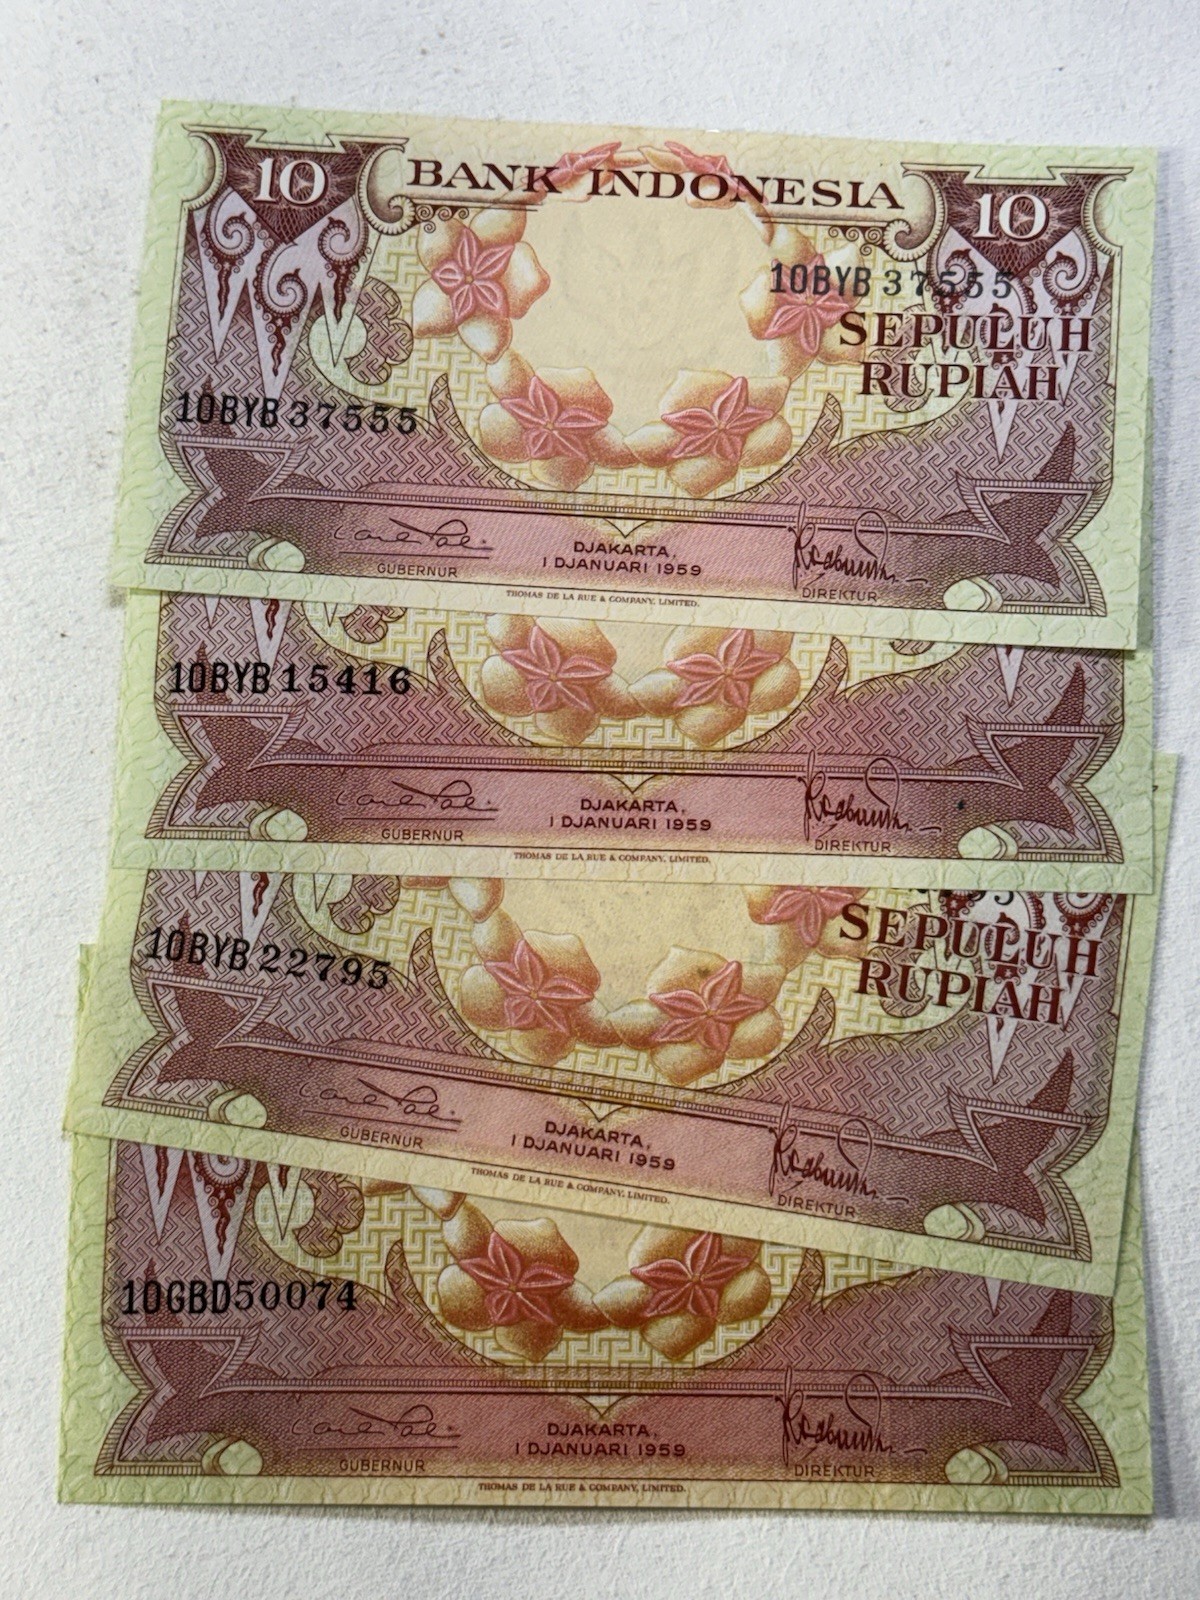 10 BANK INDONESIA 10
10BYB 37555
SEPULUH
RUPIAH
10BYB 37555
DJAKARTA,
1 DJANUARI 1959
GUBERNUR
DIREKTUR
THOMAS DE LA RUE & COMPANY, LIMITED.
10BYB 15416
DJAKARTA,
1 DJANUARI 1959
GUBERNUR
DIREKTUR
THOMAS DE LA RUE & COMPANY, LIMITED.
SEPULUH
RUPIAH
10BYB 22795
DJAKARTA,
1 DJANUARI 1959
GUBERNUR
DIREKTUR
THOMAS DE LA RUE & COMPANY, LIMITED.
10GBD50074
DJAKARTA,
1 DJANUARI 1959
GUBERNUR
DIREKTUR
THOMAS DE LA RUE & COMPANY, LIMITED.